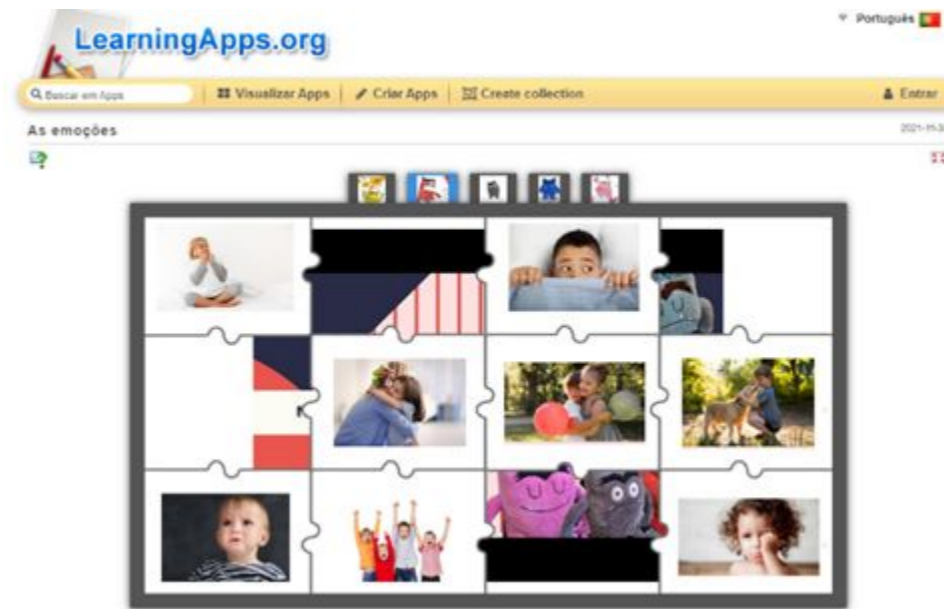 Português
LearningApps.org
Buscar em Apps
Visualizar Apps
Criar Apps
Create collection
Entrar
As emoções